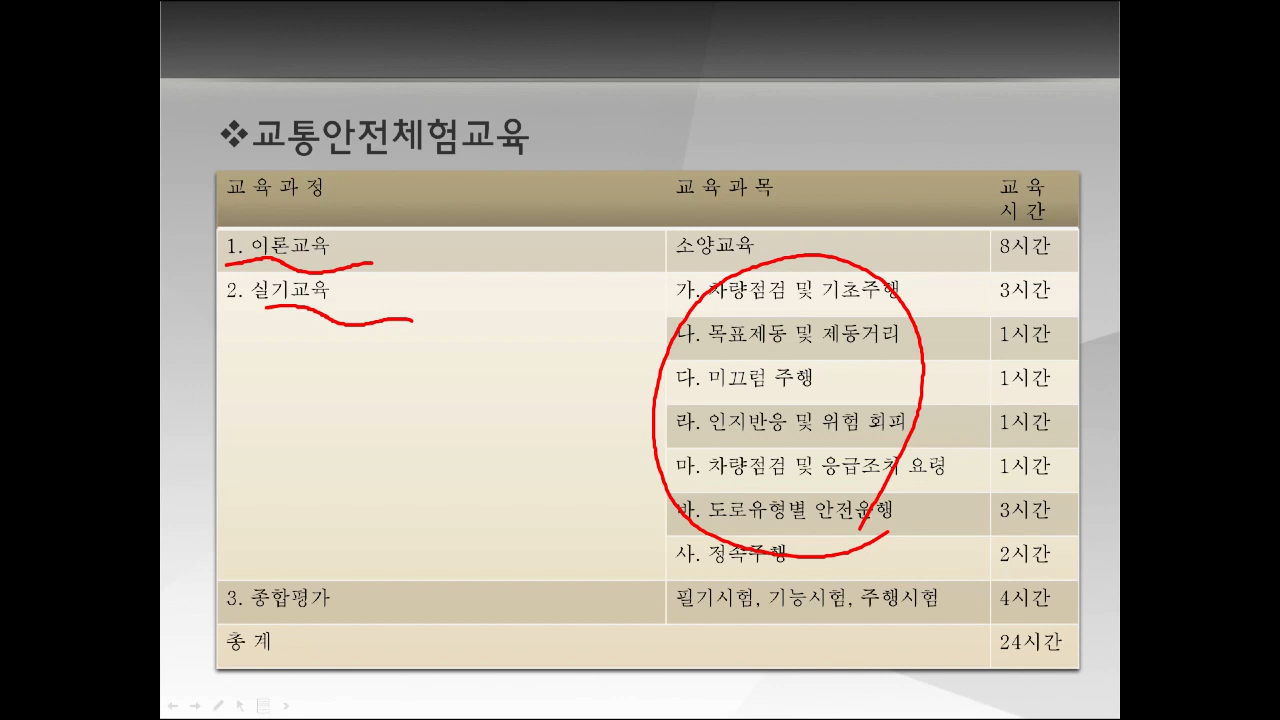 ❖교통안전체험교육
교 육 과 정 교 육 과 목 교 육
시 간
1. 이론교육 소양교육 8시간
2. 실기교육 가. 차량점검 및 기초주행 3시간
나. 목표제동 및 제동거리 1시간
다. 미끄럼 주행 1시간
라. 인지반응 및 위험 회피 1시간
마. 차량점검 및 응급조치 요령 1시간
바. 도로유형별 안전운행 3시간
사. 정속주행 2시간
3. 종합평가 필기시험, 기능시험, 주행시험 4시간
총 계 24시간